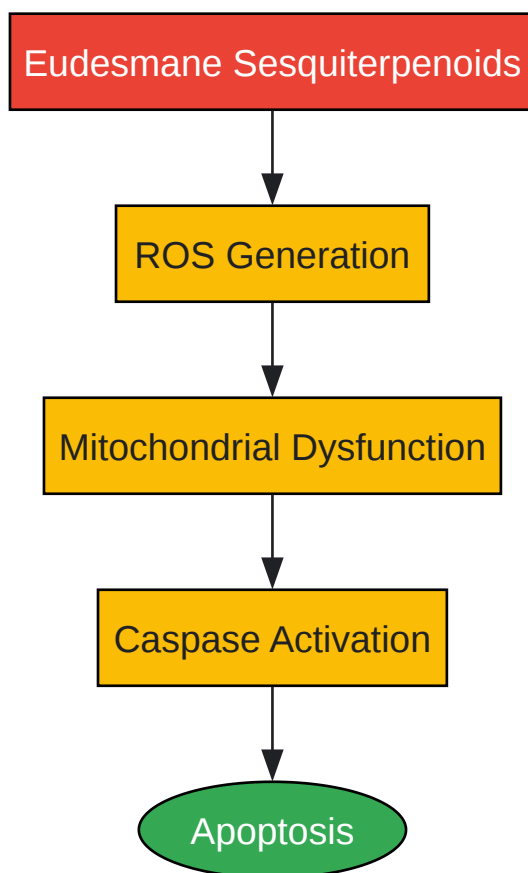 Eudesmane Sesquiterpenoids
ROS Generation
Mitochondrial Dysfunction
Caspase Activation
Apoptosis